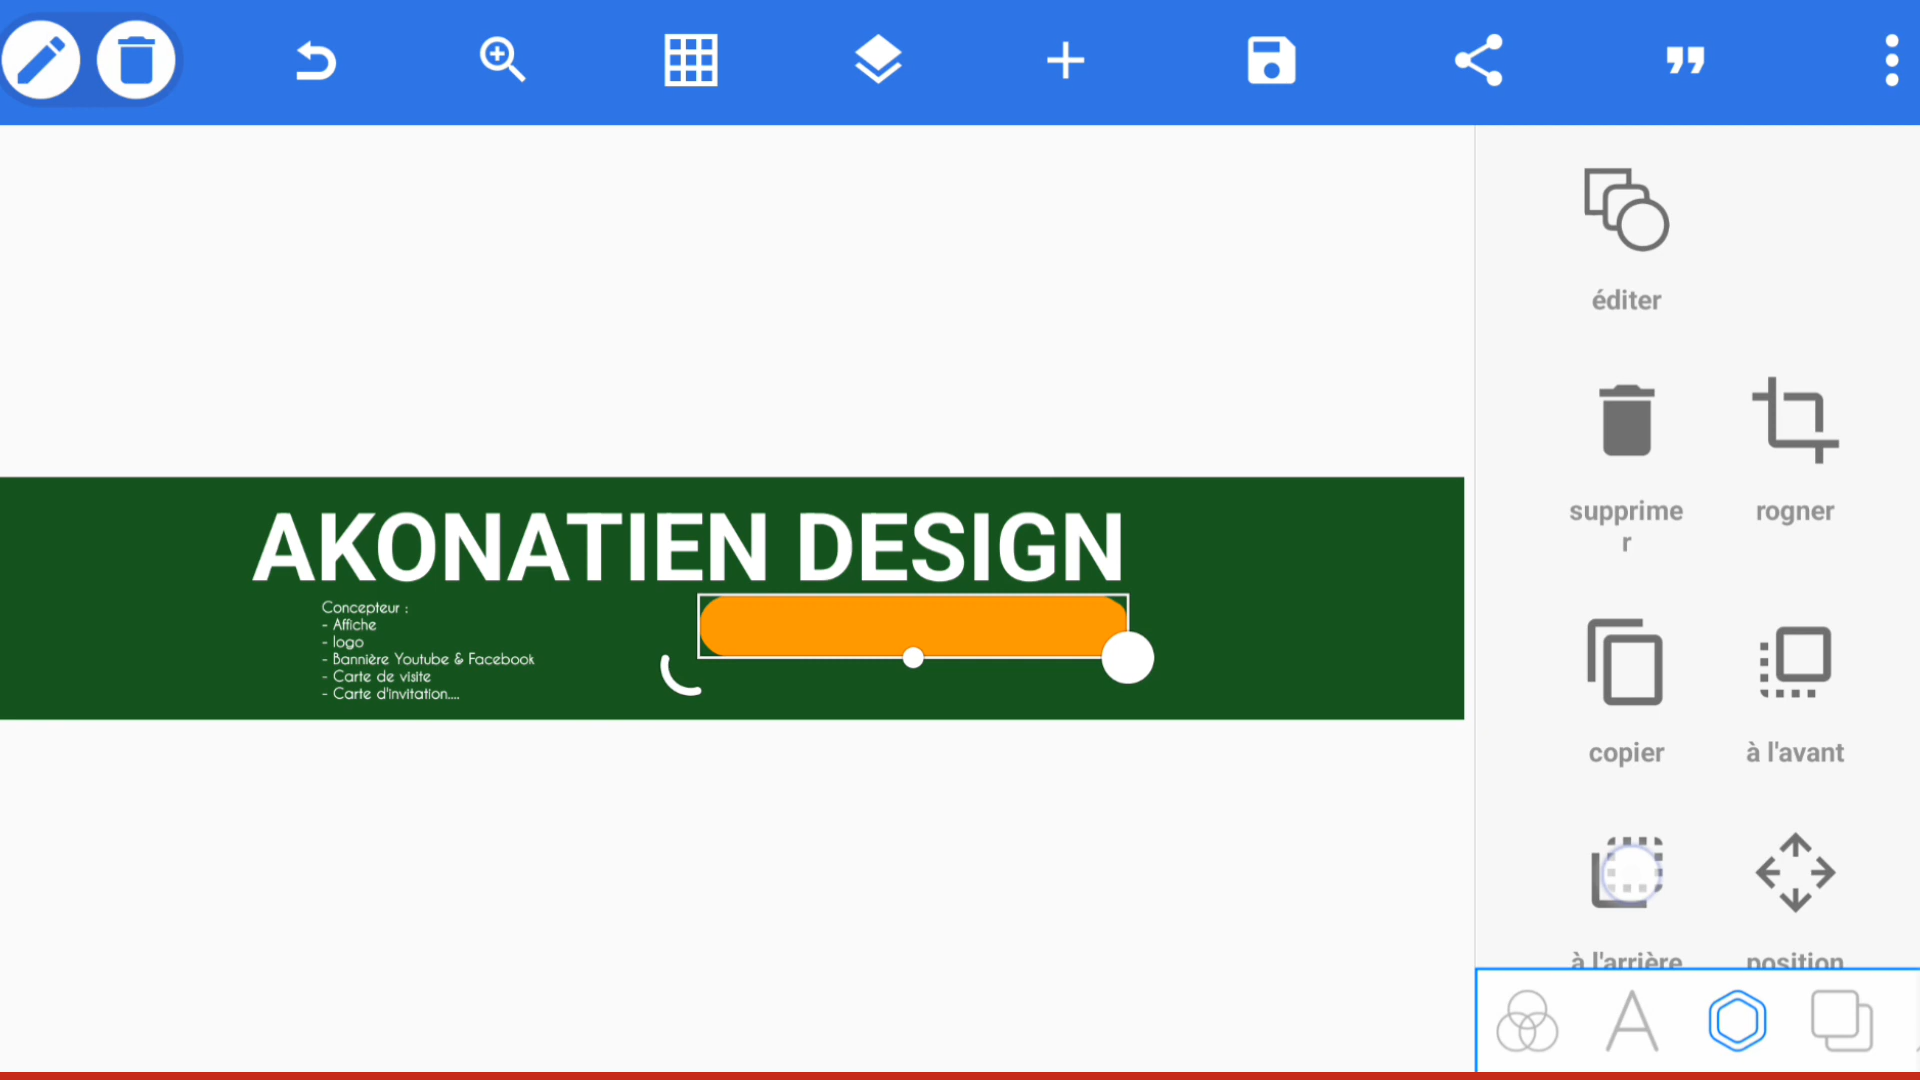 éditer
supprime
r
rogner
AKONATIEN DESIGN
Concepteur :
- Affiche
- logo
- Bannière Youtube & Facebook
- Carte de visite
- Carte d'invitation....
copier
à l'avant
à l'arrière
position